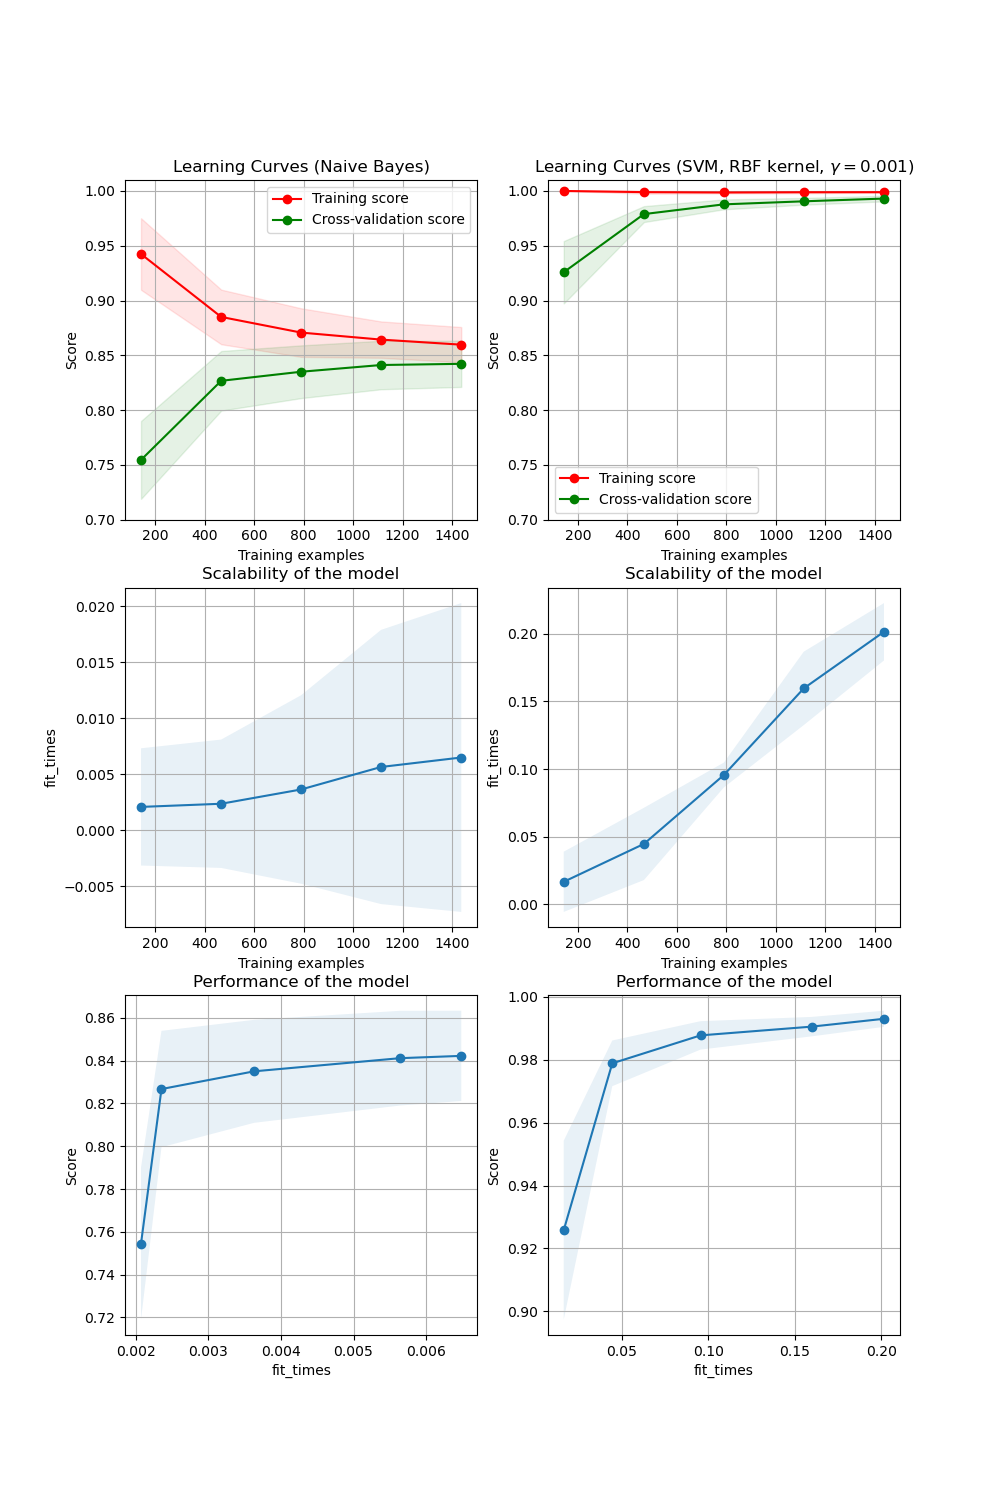 Learning Curves (Naive Bayes)
1.00
0.95
0.90
0.85
0.80
0.75
0.70
Score
Training score
Cross-validation score
200 400 600 800 1000 1200 1400
Training examples
Learning Curves (SVM, RBF kernel, γ = 0.001)
1.00
0.95
0.90
0.85
0.80
0.75
0.70
Score
Training score
Cross-validation score
200 400 600 800 1000 1200 1400
Training examples
Scalability of the model
0.020
0.015
0.010
0.005
0.000
−0.005
fit_times
200 400 600 800 1000 1200 1400
Training examples
Scalability of the model
0.20
0.15
0.10
0.05
0.00
fit_times
200 400 600 800 1000 1200 1400
Training examples
Performance of the model
0.86
0.84
0.82
0.80
0.78
0.76
0.74
0.72
Score
0.002 0.003 0.004 0.005 0.006
fit_times
Performance of the model
1.00
0.98
0.96
0.94
0.92
0.90
Score
0.05 0.10 0.15 0.20
fit_times